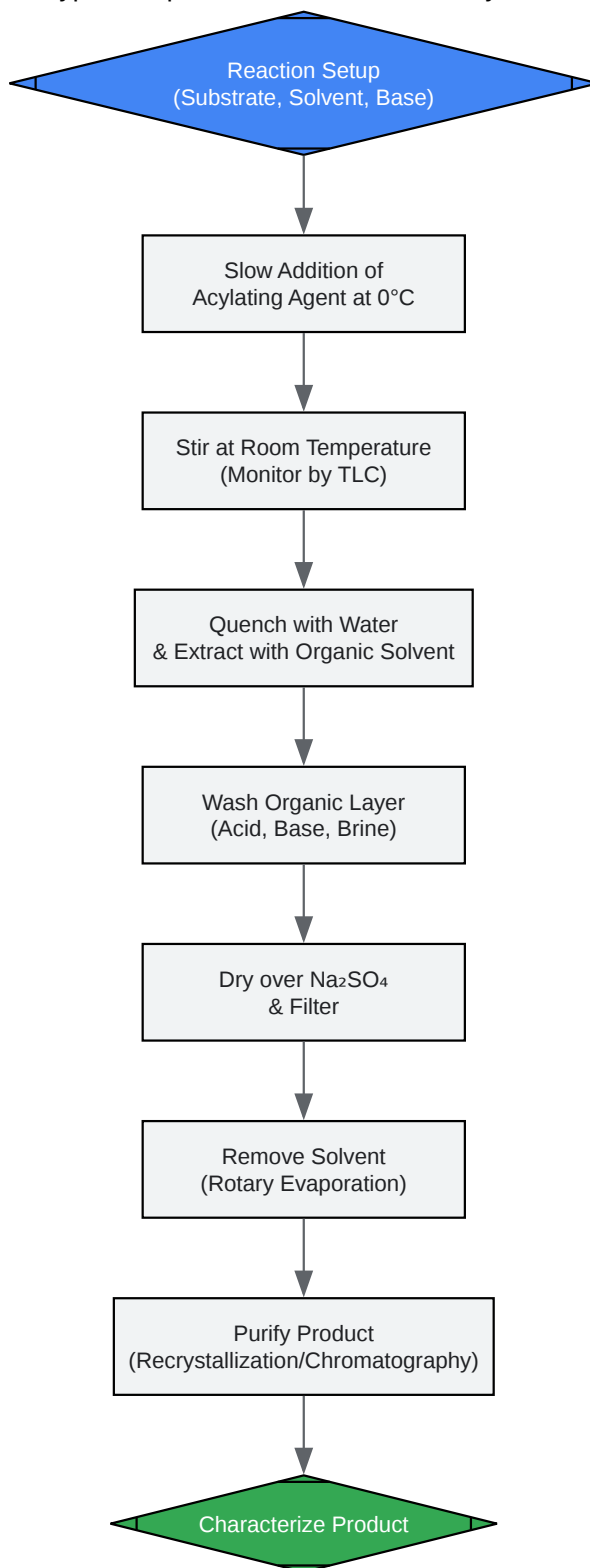 Reaction Setup
(Substrate, Solvent, Base)
Slow Addition of
Acylating Agent at 0°C
Stir at Room Temperature
(Monitor by TLC)
Quench with Water
& Extract with Organic Solvent
Wash Organic Layer
(Acid, Base, Brine)
Dry over Na₂SO₄
& Filter
Remove Solvent
(Rotary Evaporation)
Purify Product
(Recrystallization/Chromatography)
Characterize Product